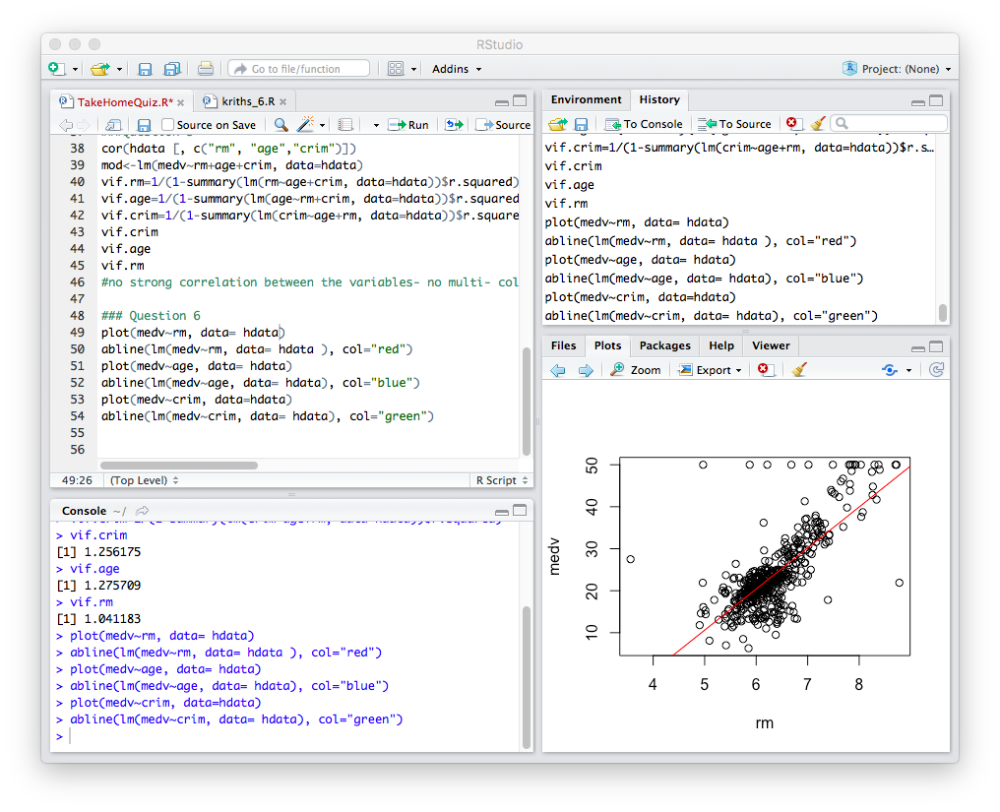 RStudio
Go to file/function
Addins
Project: (None)
TakeHomeQuiz.R*
kriths_6.R
Source on Save
Run
Source
38 cor(hdata [, c("rm", "age","crim")])
39 mod<-lm(medv~rm+age+crim, data=hdata)
40 vif.rm=1/(1-summary(lm(rm~age+crim, data=hdata))$r.squared)
41 vif.age=1/(1-summary(lm(age~rm+crim, data=hdata))$r.squared
42 vif.crim=1/(1-summary(lm(crim~age+rm, data=hdata))$r.square
43 vif.crim
44 vif.age
45 vif.rm
46 #no strong correlation between the variables- no multi- col
47
48 ### Question 6
49 plot(medv~rm, data= hdata)
50 abline(lm(medv~rm, data= hdata ), col="red")
51 plot(medv~age, data= hdata)
52 abline(lm(medv~age, data= hdata), col="blue")
53 plot(medv~crim, data=hdata)
54 abline(lm(medv~crim, data= hdata), col="green")
55
56
49:26 (Top Level) R Script
Console ~/
> vif.crim
[1] 1.256175
> vif.age
[1] 1.275709
> vif.rm
[1] 1.041183
> plot(medv~rm, data= hdata)
> abline(lm(medv~rm, data= hdata ), col="red")
> plot(medv~age, data= hdata)
> abline(lm(medv~age, data= hdata), col="blue")
> plot(medv~crim, data=hdata)
> abline(lm(medv~crim, data= hdata), col="green")
>
Environment History
To Console To Source
vif.crim=1/(1-summary(lm(crim~age+rm, data=hdata))$r.s…
vif.crim
vif.age
vif.rm
plot(medv~rm, data= hdata)
abline(lm(medv~rm, data= hdata ), col="red")
plot(medv~age, data= hdata)
abline(lm(medv~age, data= hdata), col="blue")
plot(medv~crim, data=hdata)
abline(lm(medv~crim, data= hdata), col="green")
Files Plots Packages Help Viewer
Zoom Export
50
40
30
20
10
medv
4 5 6 7 8
rm